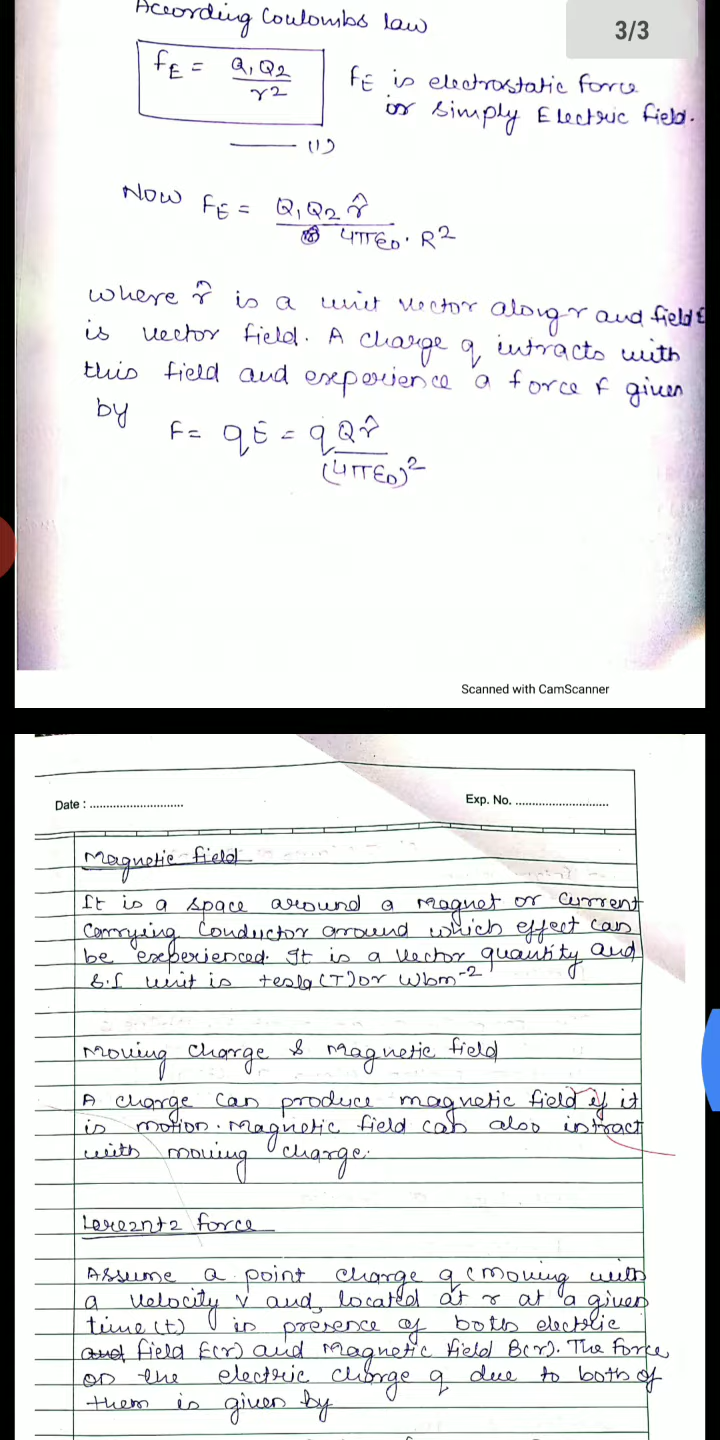 According Coulombs law
3/3
fE = Q1 Q2 / r2
fE is electrostatic force
or simply Electric field.
(1)
Now FE = Q1 Q2 r̂ / 4πε0 . R2
where r̂ is a unit vector along r and field E
is vector field. A charge q intracts with
this field and experience a force F given
by
F = qE = q Q r̂ / (4πε0)2
Scanned with CamScanner
Date : ............................
Exp. No. ............................
Magnetic field
It is a space around a magnet or current
carrying conductor around which effect can
be experienced. It is a vector quantity and
S.I unit is tesla (T) or Wbm-2
Moving charge & Magnetic field
A charge can produce magnetic field if it
is motion. Magnetic field can also intract
with moving charge.
Lereantz force
Assume a point charge q (moving with
a velocity v and, located at r at a given
time (t) in presence of both electric
and field E(r) and Magnetic field B(r). The force
on the electric charge q due to both of
them is given by